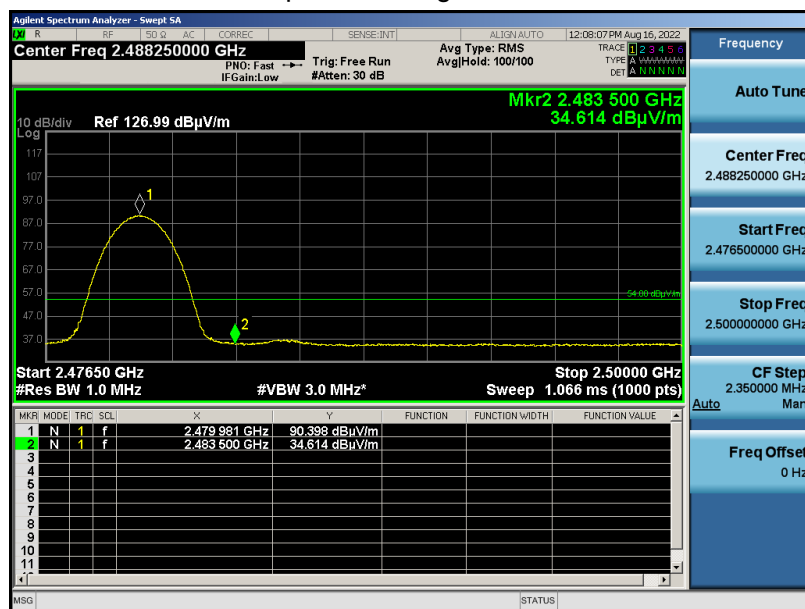 Agilent Spectrum Analyzer - Swept SA
LXI R RF 50 Ω AC CORREC SENSE:INT ALIGN AUTO 12:08:07 PM Aug 16, 2022
Center Freq 2.488250000 GHz
PNO: Fast
IFGain:Low
Trig: Free Run
#Atten: 30 dB
Avg Type: RMS
Avg|Hold: 100/100
TRACE 1 2 3 4 5 6
TYPE A WWWWW
DET A N N N N N
Mkr2 2.483 500 GHz
34.614 dBµV/m
10 dB/div Ref 126.99 dBµV/m
Log
117
107
97.0
87.0
77.0
67.0
57.0
47.0
37.0
1
2
54.00 dBµV/m
Start 2.47650 GHz Stop 2.50000 GHz
#Res BW 1.0 MHz #VBW 3.0 MHz* Sweep 1.066 ms (1000 pts)
MKR MODE TRC SCL X Y FUNCTION FUNCTION WIDTH FUNCTION VALUE
1 N 1 f 2.479 981 GHz 90.398 dBµV/m
2 N 1 f 2.483 500 GHz 34.614 dBµV/m
3
4
5
6
7
8
9
10
11
MSG STATUS
Frequency
Auto Tune
Center Freq
2.488250000 GHz
Start Freq
2.476500000 GHz
Stop Freq
2.500000000 GHz
CF Step
2.350000 MHz
Auto Man
Freq Offset
0 Hz